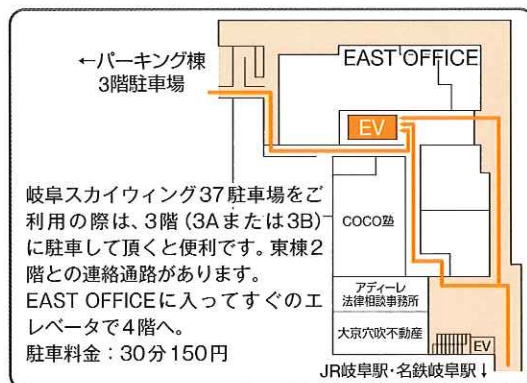 ←パーキング棟
3階駐車場
EAST OFFICE
EV
岐阜スカイウィング37駐車場をご
利用の際は、3階(3Aまたは3B)
に駐車して頂くと便利です。東棟2
階との連絡通路があります。
EAST OFFICEに入ってすぐのエ
レベータで4階へ。
駐車料金:30分150円
COCO塾
アディーレ
法律相談事務所
大京穴吹不動産
EV
JR岐阜駅・名鉄岐阜駅↓